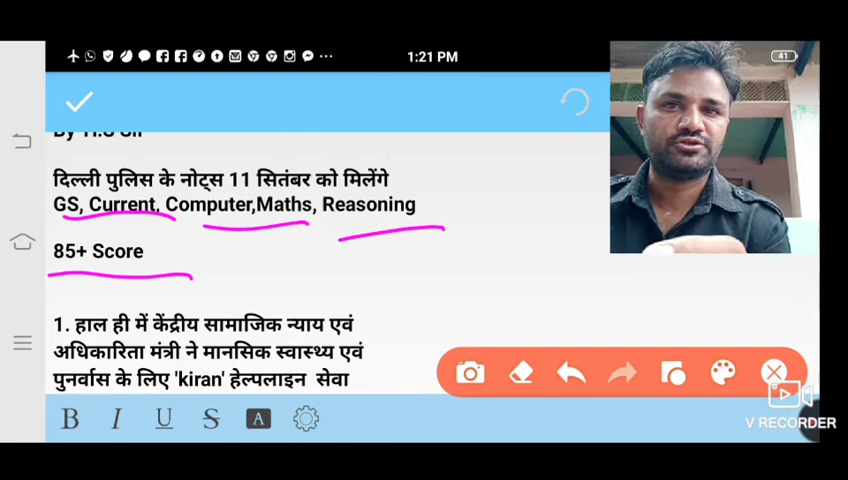 1:21 PM
41
दिल्ली पुलिस के नोट्स 11 सितंबर को मिलेंगे
GS, Current, Computer,Maths, Reasoning
85+ Score
1. हाल ही में केंद्रीय सामाजिक न्याय एवं
अधिकारिता मंत्री ने मानसिक स्वास्थ्य एवं
पुनर्वास के लिए 'kiran' हेल्पलाइन सेवा
B I U S A
V RECORDER